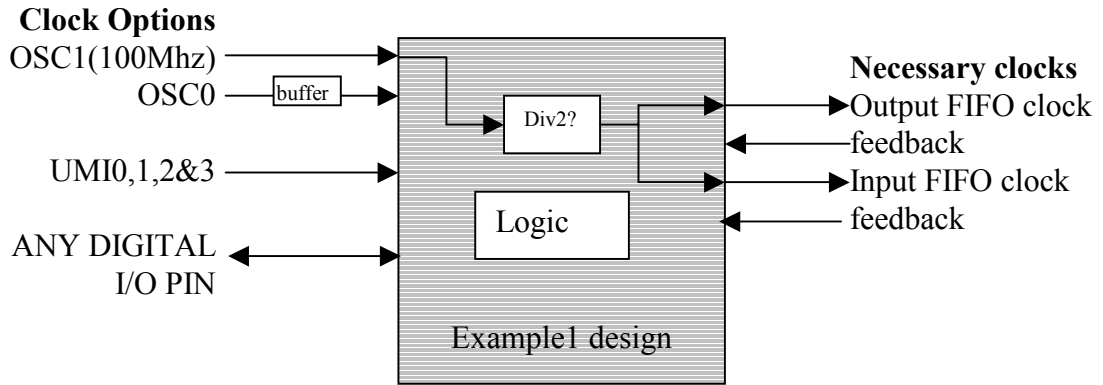 Clock Options
OSC1(100Mhz)
OSC0
buffer
UMI0,1,2&3
ANY DIGITAL
I/O PIN
Div2?
Logic
Example1 design
Necessary clocks
Output FIFO clock
feedback
Input FIFO clock
feedback